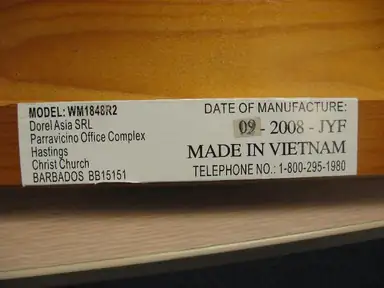 MODEL: WM1848R2
Dorel Asia SRL
Parravicino Office Complex
Hastings
Christ Church
BARBADOS BB15151
DATE OF MANUFACTURE:
09 - 2008 - JYF
MADE IN VIETNAM
TELEPHONE NO.: 1-800-295-1980